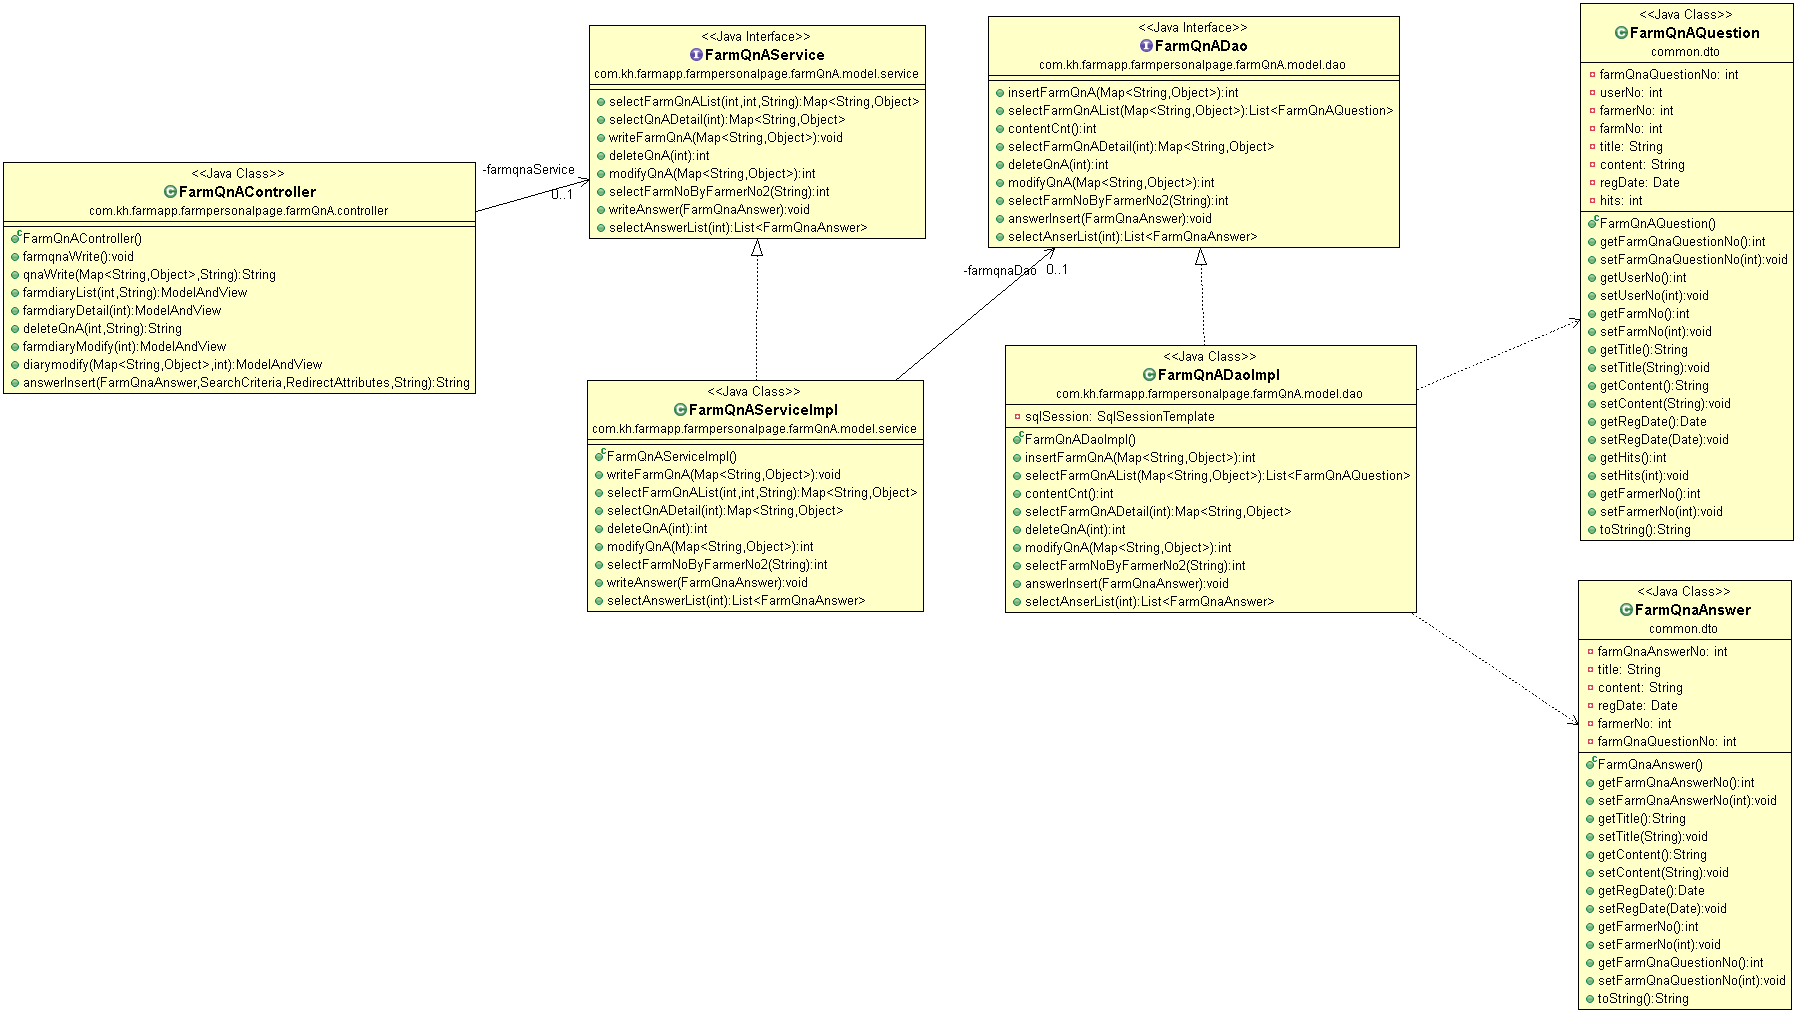 <<Java Class>>
FarmQnAController
com.kh.farmapp.farmpersonalpage.farmQnA.controller
FarmQnAController()
farmqnaWrite():void
qnaWrite(Map<String,Object>,String):String
farmdiaryList(int,String):ModelAndView
farmdiaryDetail(int):ModelAndView
deleteQnA(int,String):String
farmdiaryModify(int):ModelAndView
diarymodify(Map<String,Object>,int):ModelAndView
answerInsert(FarmQnaAnswer,SearchCriteria,RedirectAttributes,String):String
-farmqnaService
0..1
<<Java Interface>>
FarmQnAService
com.kh.farmapp.farmpersonalpage.farmQnA.model.service
selectFarmQnAList(int,int,String):Map<String,Object>
selectQnADetail(int):Map<String,Object>
writeFarmQnA(Map<String,Object>):void
deleteQnA(int):int
modifyQnA(Map<String,Object>):int
selectFarmNoByFarmerNo2(String):int
writeAnswer(FarmQnaAnswer):void
selectAnswerList(int):List<FarmQnaAnswer>
<<Java Class>>
FarmQnAServiceImpl
com.kh.farmapp.farmpersonalpage.farmQnA.model.service
FarmQnAServiceImpl()
writeFarmQnA(Map<String,Object>):void
selectFarmQnAList(int,int,String):Map<String,Object>
selectQnADetail(int):Map<String,Object>
deleteQnA(int):int
modifyQnA(Map<String,Object>):int
selectFarmNoByFarmerNo2(String):int
writeAnswer(FarmQnaAnswer):void
selectAnswerList(int):List<FarmQnaAnswer>
-farmqnaDao
0..1
<<Java Interface>>
FarmQnADao
com.kh.farmapp.farmpersonalpage.farmQnA.model.dao
insertFarmQnA(Map<String,Object>):int
selectFarmQnAList(Map<String,Object>):List<FarmQnAQuestion>
contentCnt():int
selectFarmQnADetail(int):Map<String,Object>
deleteQnA(int):int
modifyQnA(Map<String,Object>):int
selectFarmNoByFarmerNo2(String):int
answerInsert(FarmQnaAnswer):void
selectAnserList(int):List<FarmQnaAnswer>
<<Java Class>>
FarmQnADaoImpl
com.kh.farmapp.farmpersonalpage.farmQnA.model.dao
sqlSession: SqlSessionTemplate
FarmQnADaoImpl()
insertFarmQnA(Map<String,Object>):int
selectFarmQnAList(Map<String,Object>):List<FarmQnAQuestion>
contentCnt():int
selectFarmQnADetail(int):Map<String,Object>
deleteQnA(int):int
modifyQnA(Map<String,Object>):int
selectFarmNoByFarmerNo2(String):int
answerInsert(FarmQnaAnswer):void
selectAnserList(int):List<FarmQnaAnswer>
<<Java Class>>
FarmQnAQuestion
common.dto
farmQnaQuestionNo: int
userNo: int
farmerNo: int
farmNo: int
title: String
content: String
regDate: Date
hits: int
FarmQnAQuestion()
getFarmQnaQuestionNo():int
setFarmQnaQuestionNo(int):void
getUserNo():int
setUserNo(int):void
getFarmNo():int
setFarmNo(int):void
getTitle():String
setTitle(String):void
getContent():String
setContent(String):void
getRegDate():Date
setRegDate(Date):void
getHits():int
setHits(int):void
getFarmerNo():int
setFarmerNo(int):void
toString():String
<<Java Class>>
FarmQnaAnswer
common.dto
farmQnaAnswerNo: int
title: String
content: String
regDate: Date
farmerNo: int
farmQnaQuestionNo: int
FarmQnaAnswer()
getFarmQnaAnswerNo():int
setFarmQnaAnswerNo(int):void
getTitle():String
setTitle(String):void
getContent():String
setContent(String):void
getRegDate():Date
setRegDate(Date):void
getFarmerNo():int
setFarmerNo(int):void
getFarmQnaQuestionNo():int
setFarmQnaQuestionNo(int):void
toString():String